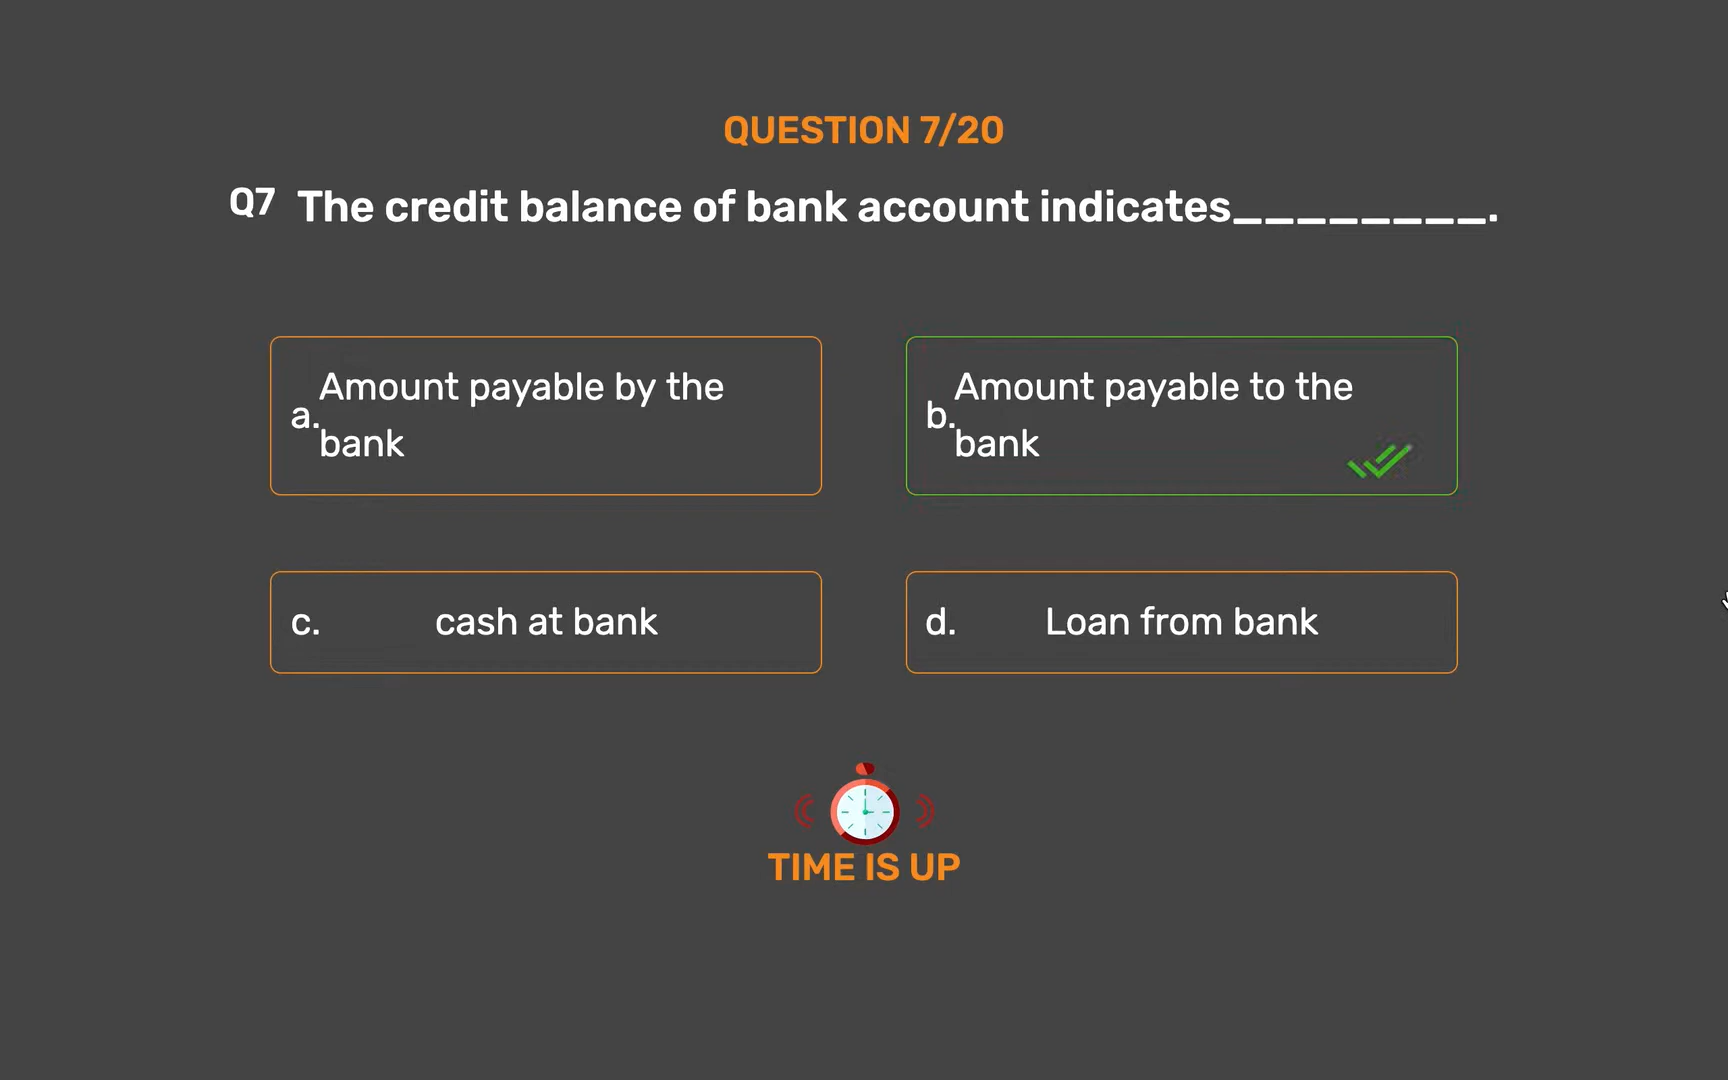 QUESTION 7/20
Q7 The credit balance of bank account indicates________.
a. Amount payable by the
bank
b. Amount payable to the
bank
c. cash at bank
d. Loan from bank
TIME IS UP